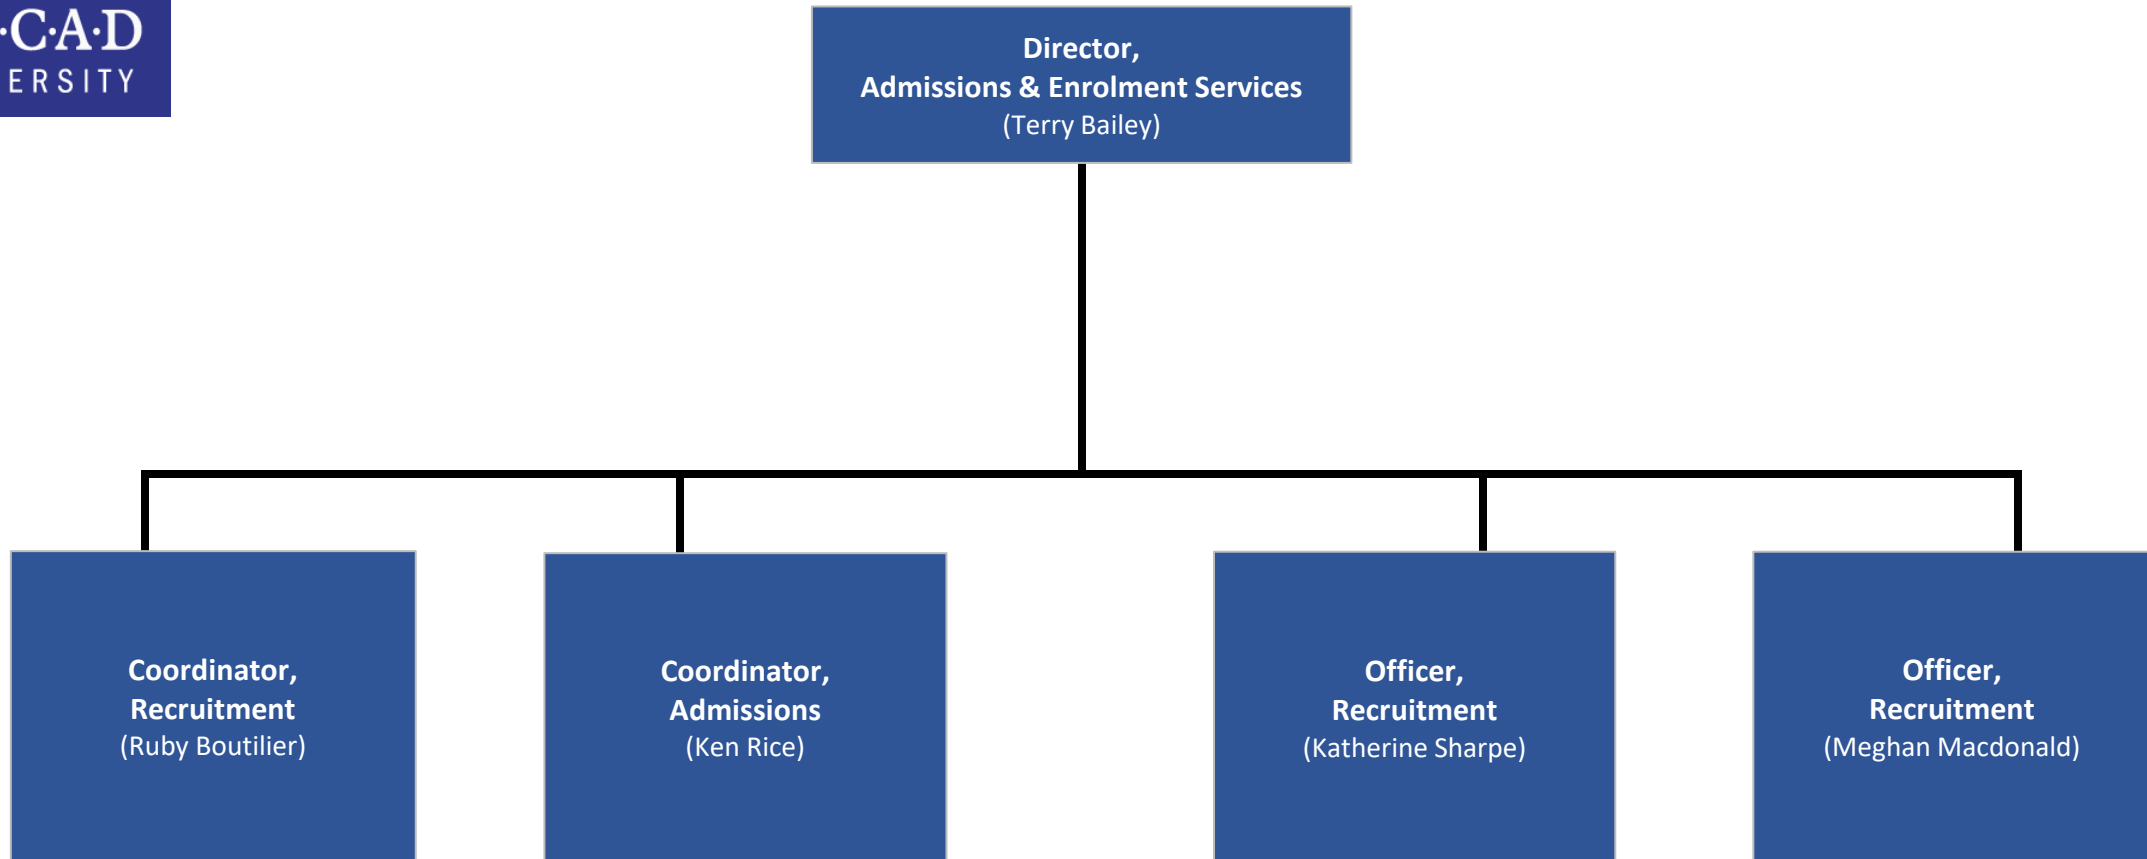 ·C·A·D
ERSITY
Director,
Admissions & Enrolment Services
(Terry Bailey)
Coordinator,
Recruitment
(Ruby Boutilier)
Coordinator,
Admissions
(Ken Rice)
Officer,
Recruitment
(Katherine Sharpe)
Officer,
Recruitment
(Meghan Macdonald)